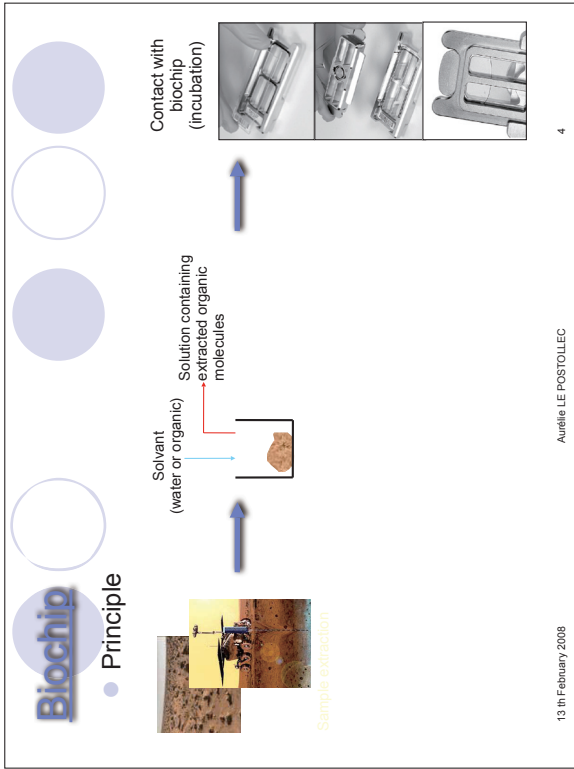 Biochip
Principle
Sample extraction
Solvant
(water or organic)
Solution containing
extracted organic
molecules
Contact with
biochip
(incubation)
13 th February 2008
Aurélie LE POSTOLLEC
4